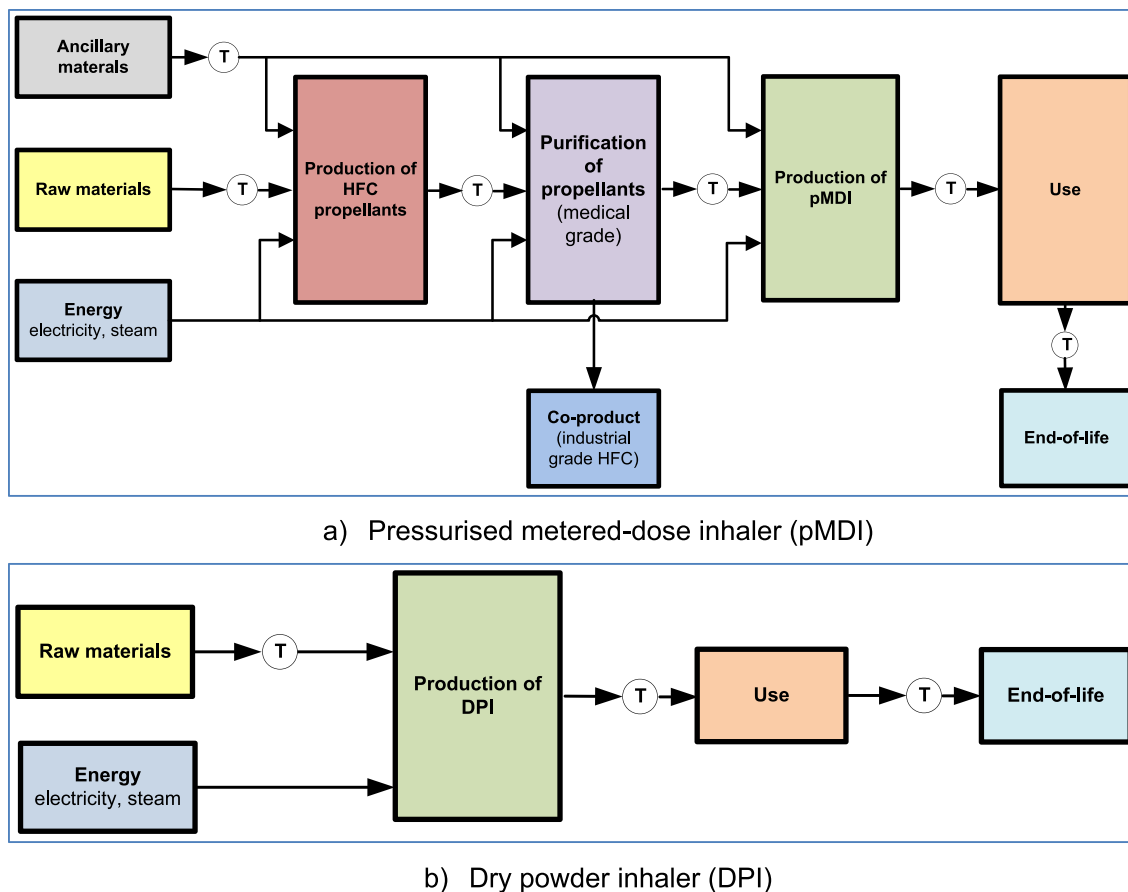 Ancillary
materals
T
Raw materials
T
Energy
electricity, steam
Production of
HFC
propellants
T
Purification
of
propellants
(medical
grade)
T
Co-product
(industrial
grade HFC)
Production of
pMDI
T
Use
T
End-of-life
a) Pressurised metered-dose inhaler (pMDI)
Raw materials
T
Energy
electricity, steam
Production of
DPI
T
Use
T
End-of-life
b) Dry powder inhaler (DPI)